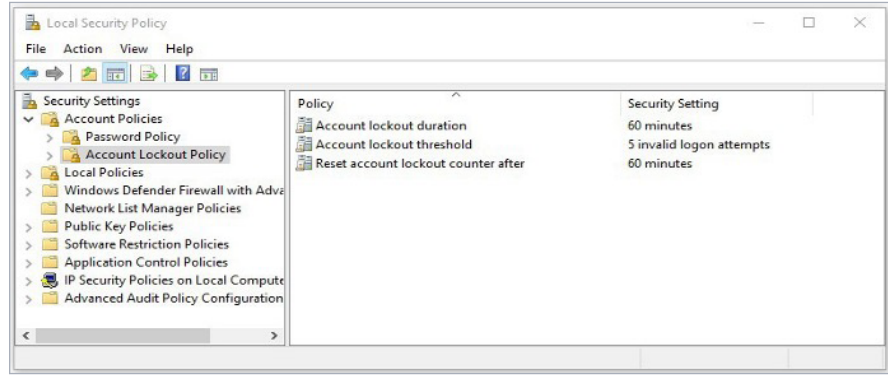 Local Security Policy
File Action View Help
Security Settings
Account Policies
Password Policy
Account Lockout Policy
Local Policies
Windows Defender Firewall with Adva
Network List Manager Policies
Public Key Policies
Software Restriction Policies
Application Control Policies
IP Security Policies on Local Compute
Advanced Audit Policy Configuration
Policy Security Setting
Account lockout duration 60 minutes
Account lockout threshold 5 invalid logon attempts
Reset account lockout counter after 60 minutes